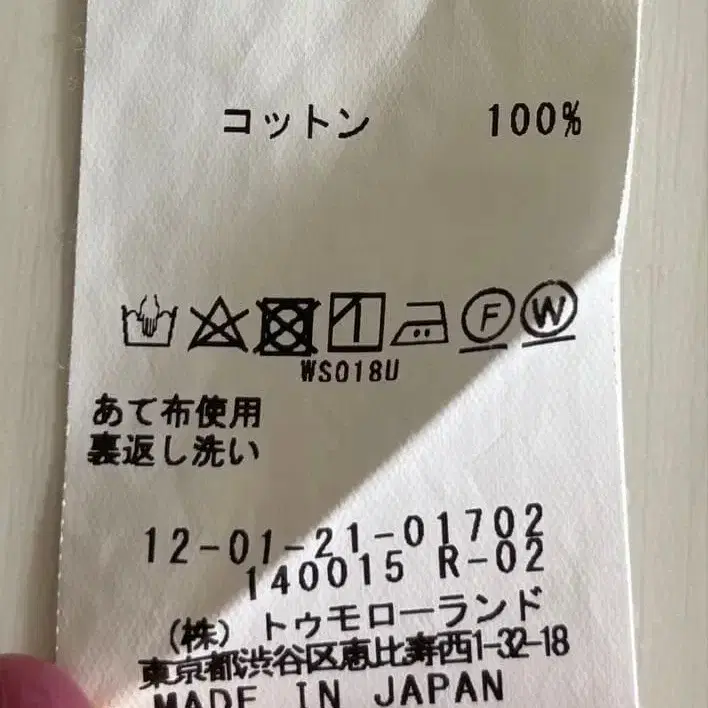 コットン 100%
F W
WS018U
あて布使用
裏返し洗い
12-01-21-01702
140015 R-02
(株) トゥモローランド
東京都渋谷区恵比寿西1-32-18
MADE IN JAPAN